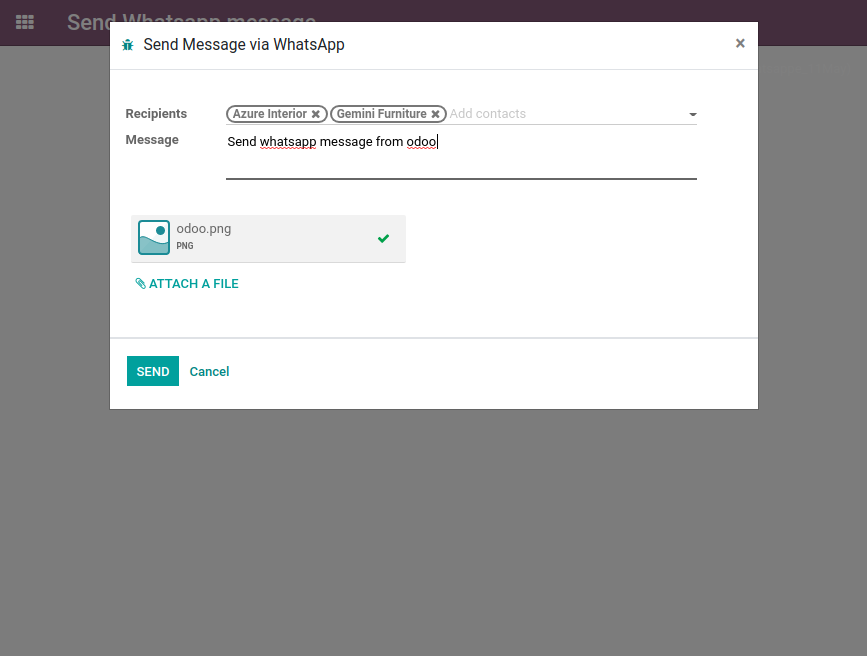 Send Whatsapp message
Send Message via WhatsApp
×
Recipients
Azure Interior ✖ Gemini Furniture ✖ Add contacts
Message
Send whatsapp message from odoo
odoo.png
PNG
ATTACH A FILE
SEND Cancel